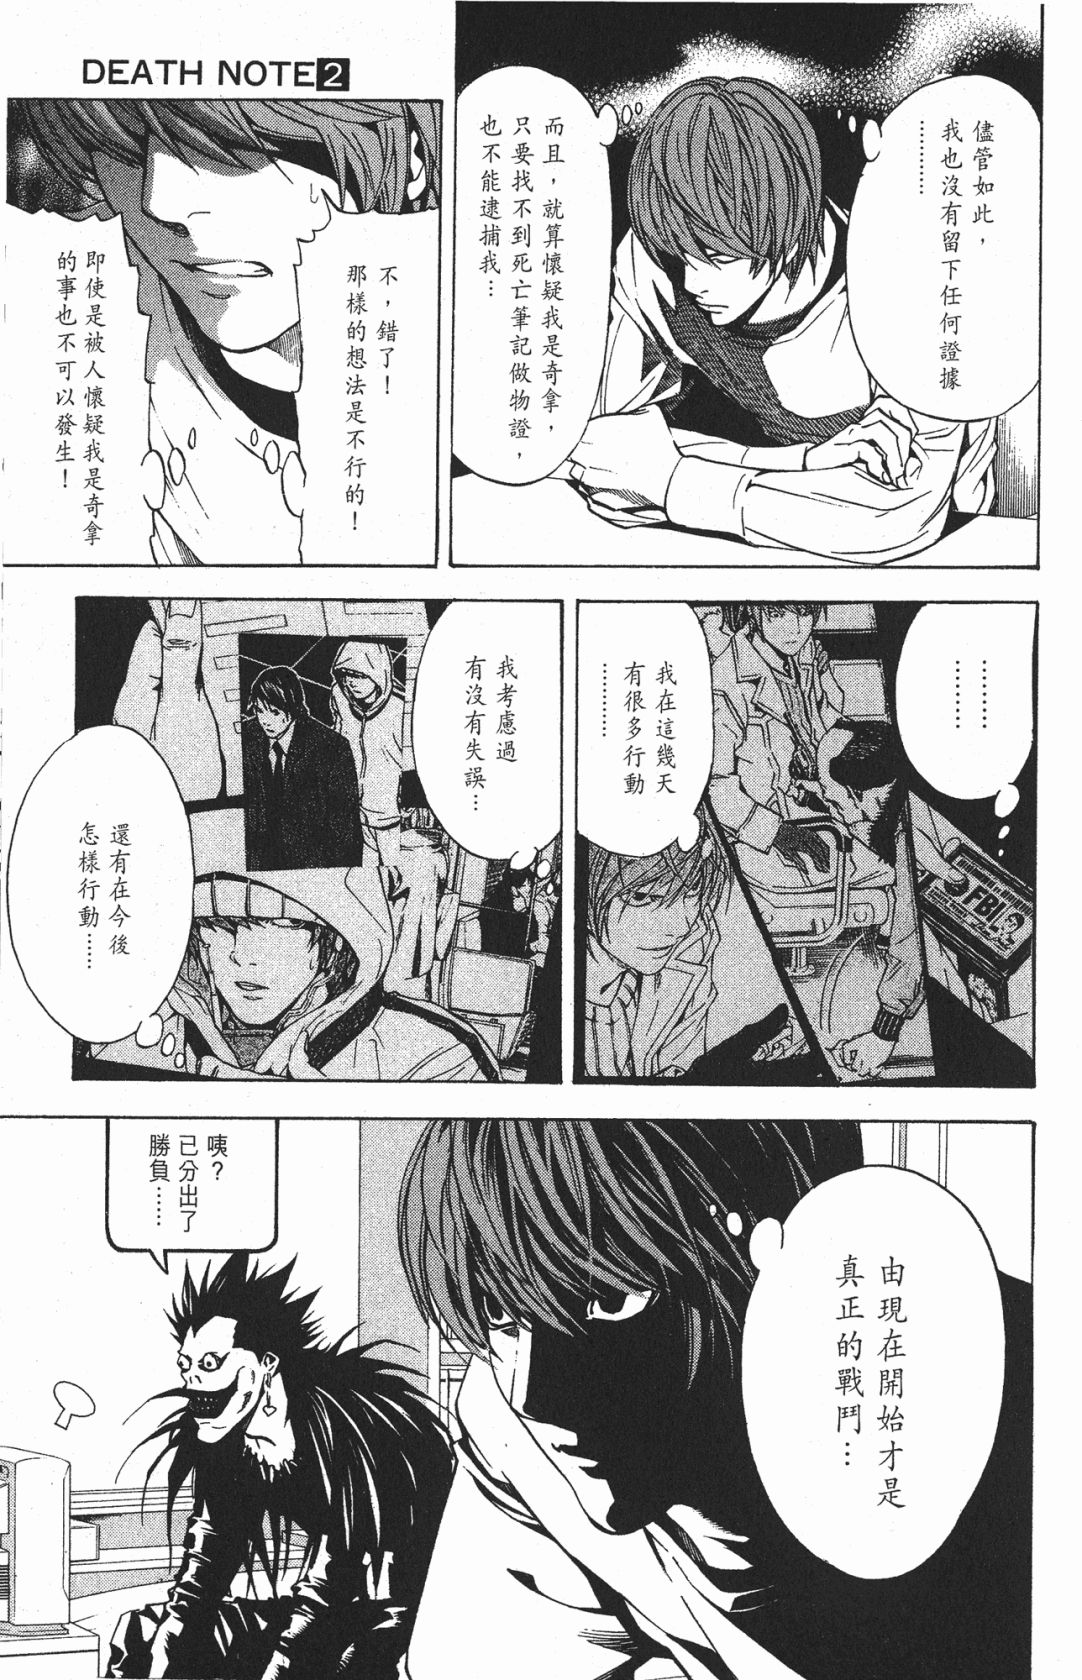 DEATH NOTE 2
儘管如此，
我也沒有留下任何證據
…………
而且，就算懷疑我是奇拿，
只要找不到死亡筆記做物證，
也不能逮捕我…
不，錯了！
那樣的想法是不行的！
即使是被人懷疑我是奇拿
的事也不可以發生！
…………
…………
我在這幾天
有很多行動
…………
FBI
我考慮過
有沒有失誤…
還有在今後
怎樣行動……
由現在開始才是
真正的戰鬥…
咦？
已分出了
勝負……